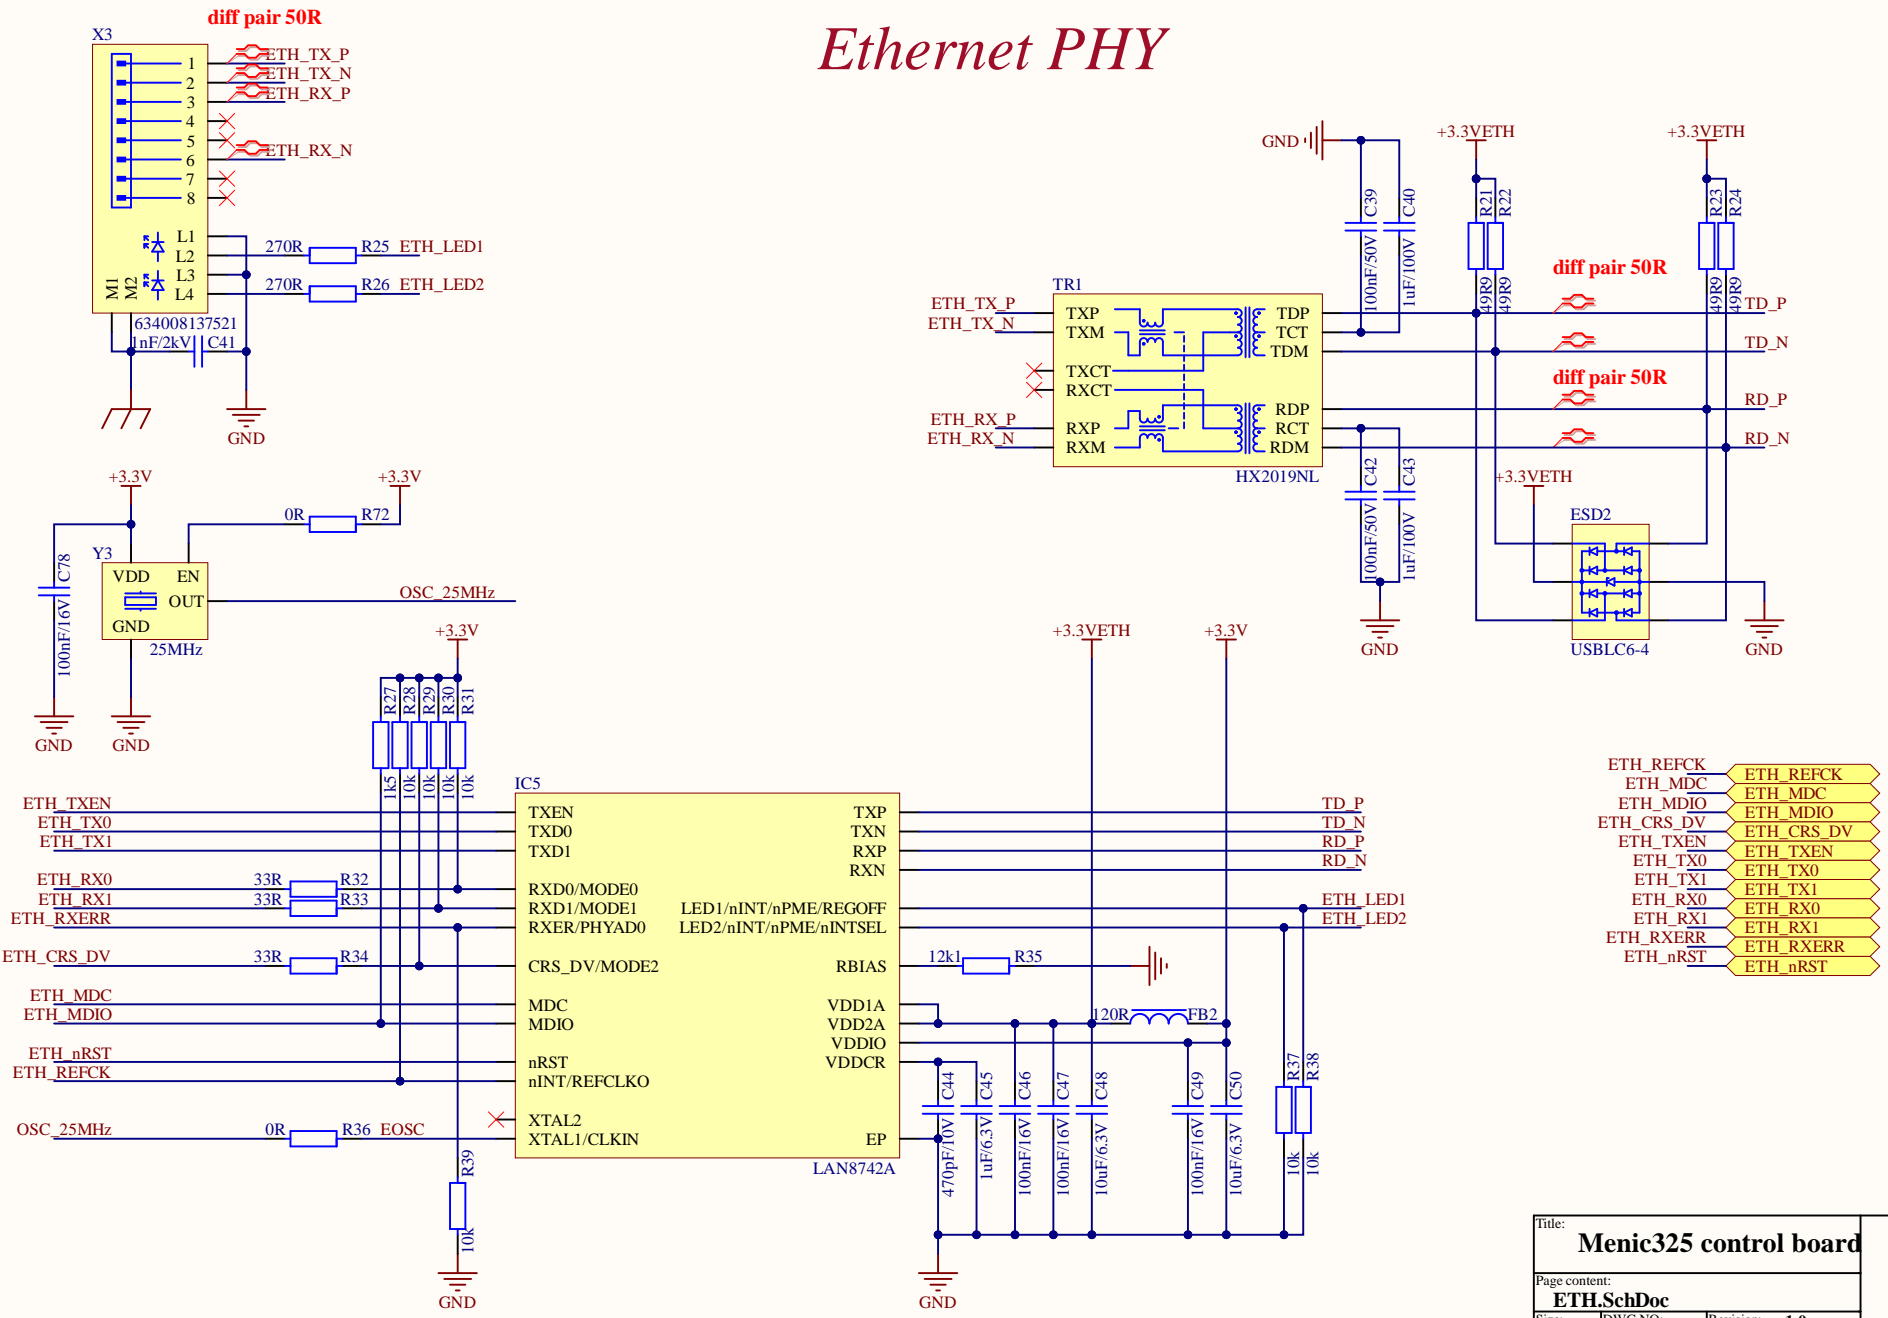 Ethernet PHY
diff pair 50R
X3
1 ETH_TX_P
2 ETH_TX_N
3 ETH_RX_P
4
5
6 ETH_RX_N
7
8
L1
L2 270R R25 ETH_LED1
L3
L4 270R R26 ETH_LED2
M1
M2
634008137521
1nF/2kV C41
GND
+3.3V
+3.3V
0R R72
C78
100nF/16V
Y3
VDD EN
OUT
GND
25MHz
OSC_25MHz
GND
GND
GND
C39
100nF/50V
C40
1uF/100V
+3.3VETH
+3.3VETH
R21
R22
49R9
49R9
R23
R24
49R9
49R9
diff pair 50R
TR1
ETH_TX_P TXP TDP TD_P
ETH_TX_N TXM TCT
TDM TD_N
diff pair 50R
TXCT
RXCT
RDP RD_P
ETH_RX_P RXP RCT
ETH_RX_N RXM RDM RD_N
HX2019NL
C42
100nF/50V
C43
1uF/100V
GND
+3.3VETH
ESD2
USBLC6-4
GND
+3.3V
R27
R28
R29
R30
R31
1k5
10k
10k
10k
10k
+3.3VETH
+3.3V
IC5
ETH_TXEN TXEN TXP TD_P
ETH_TX0 TXD0 TXN TD_N
ETH_TX1 TXD1 RXP RD_P
RXN RD_N
ETH_RX0 33R R32 RXD0/MODE0
ETH_RX1 33R R33 RXD1/MODE1 LED1/nINT/nPME/REGOFF ETH_LED1
ETH_RXERR RXER/PHYAD0 LED2/nINT/nPME/nINTSEL ETH_LED2
ETH_CRS_DV 33R R34 CRS_DV/MODE2 RBIAS 12k1 R35
ETH_MDC MDC VDD1A
ETH_MDIO MDIO VDD2A 120R FB2
VDDIO
ETH_nRST nRST VDDCR
ETH_REFCK nINT/REFCLKO
XTAL2
OSC_25MHz 0R R36 EOSC XTAL1/CLKIN EP
LAN8742A
R39
10k
GND
C44
470pF/10V
C45
1uF/6.3V
C46
100nF/16V
C47
100nF/16V
C48
10uF/6.3V
C49
100nF/16V
C50
10uF/6.3V
R37
10k
R38
10k
GND
ETH_REFCK ETH_REFCK
ETH_MDC ETH_MDC
ETH_MDIO ETH_MDIO
ETH_CRS_DV ETH_CRS_DV
ETH_TXEN ETH_TXEN
ETH_TX0 ETH_TX0
ETH_TX1 ETH_TX1
ETH_RX0 ETH_RX0
ETH_RX1 ETH_RX1
ETH_RXERR ETH_RXERR
ETH_nRST ETH_nRST
Title:
Menic325 control board
Page content:
ETH.SchDoc